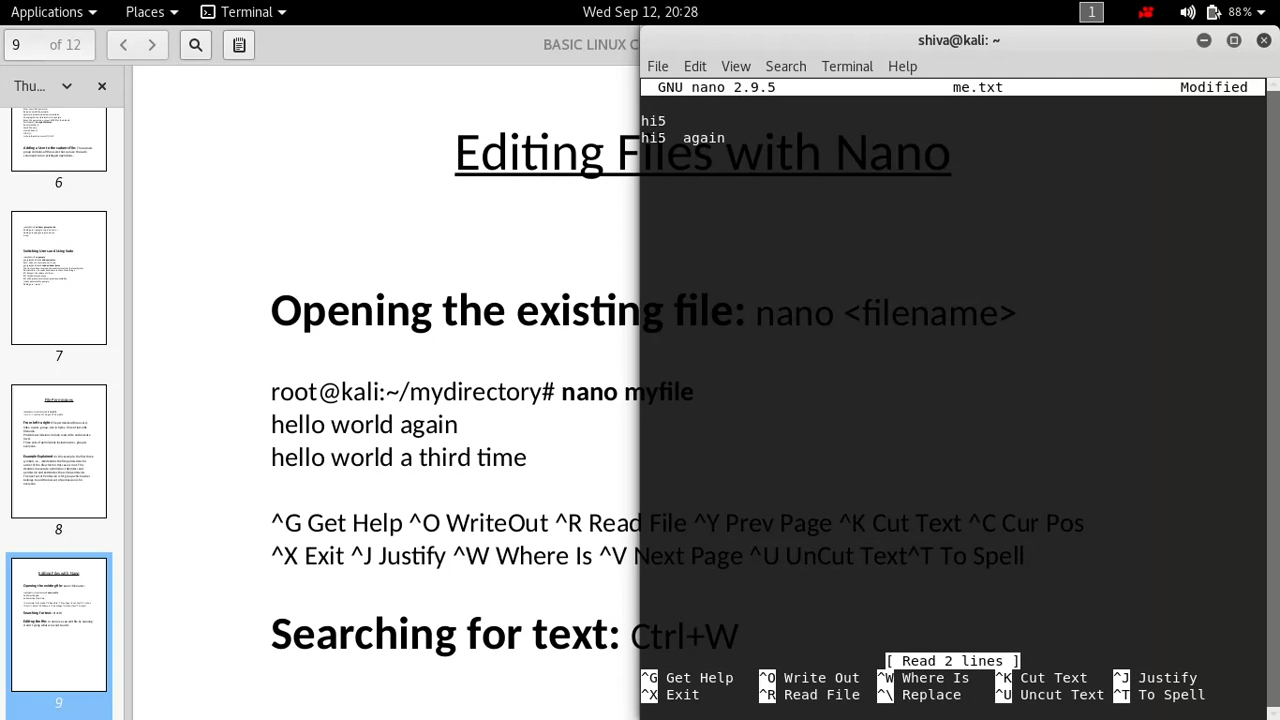 Applications Places Terminal Wed Sep 12, 20:28 1 88%
9 of 12 BASIC LINUX C
Thu...
6
7
8
9
Editing Files with Nano
Opening the existing file: nano <filename>
root@kali:~/mydirectory# nano myfile
hello world again
hello world a third time
^G Get Help ^O WriteOut ^R Read File ^Y Prev Page ^K Cut Text ^C Cur Pos
^X Exit ^J Justify ^W Where Is ^V Next Page ^U UnCut Text^T To Spell
Searching for text: Ctrl+W
shiva@kali: ~
File Edit View Search Terminal Help
GNU nano 2.9.5 me.txt Modified
hi5
hi5 again
[ Read 2 lines ]
^G Get Help ^O Write Out ^W Where Is ^K Cut Text ^J Justify
^X Exit ^R Read File ^\ Replace ^U Uncut Text ^T To Spell